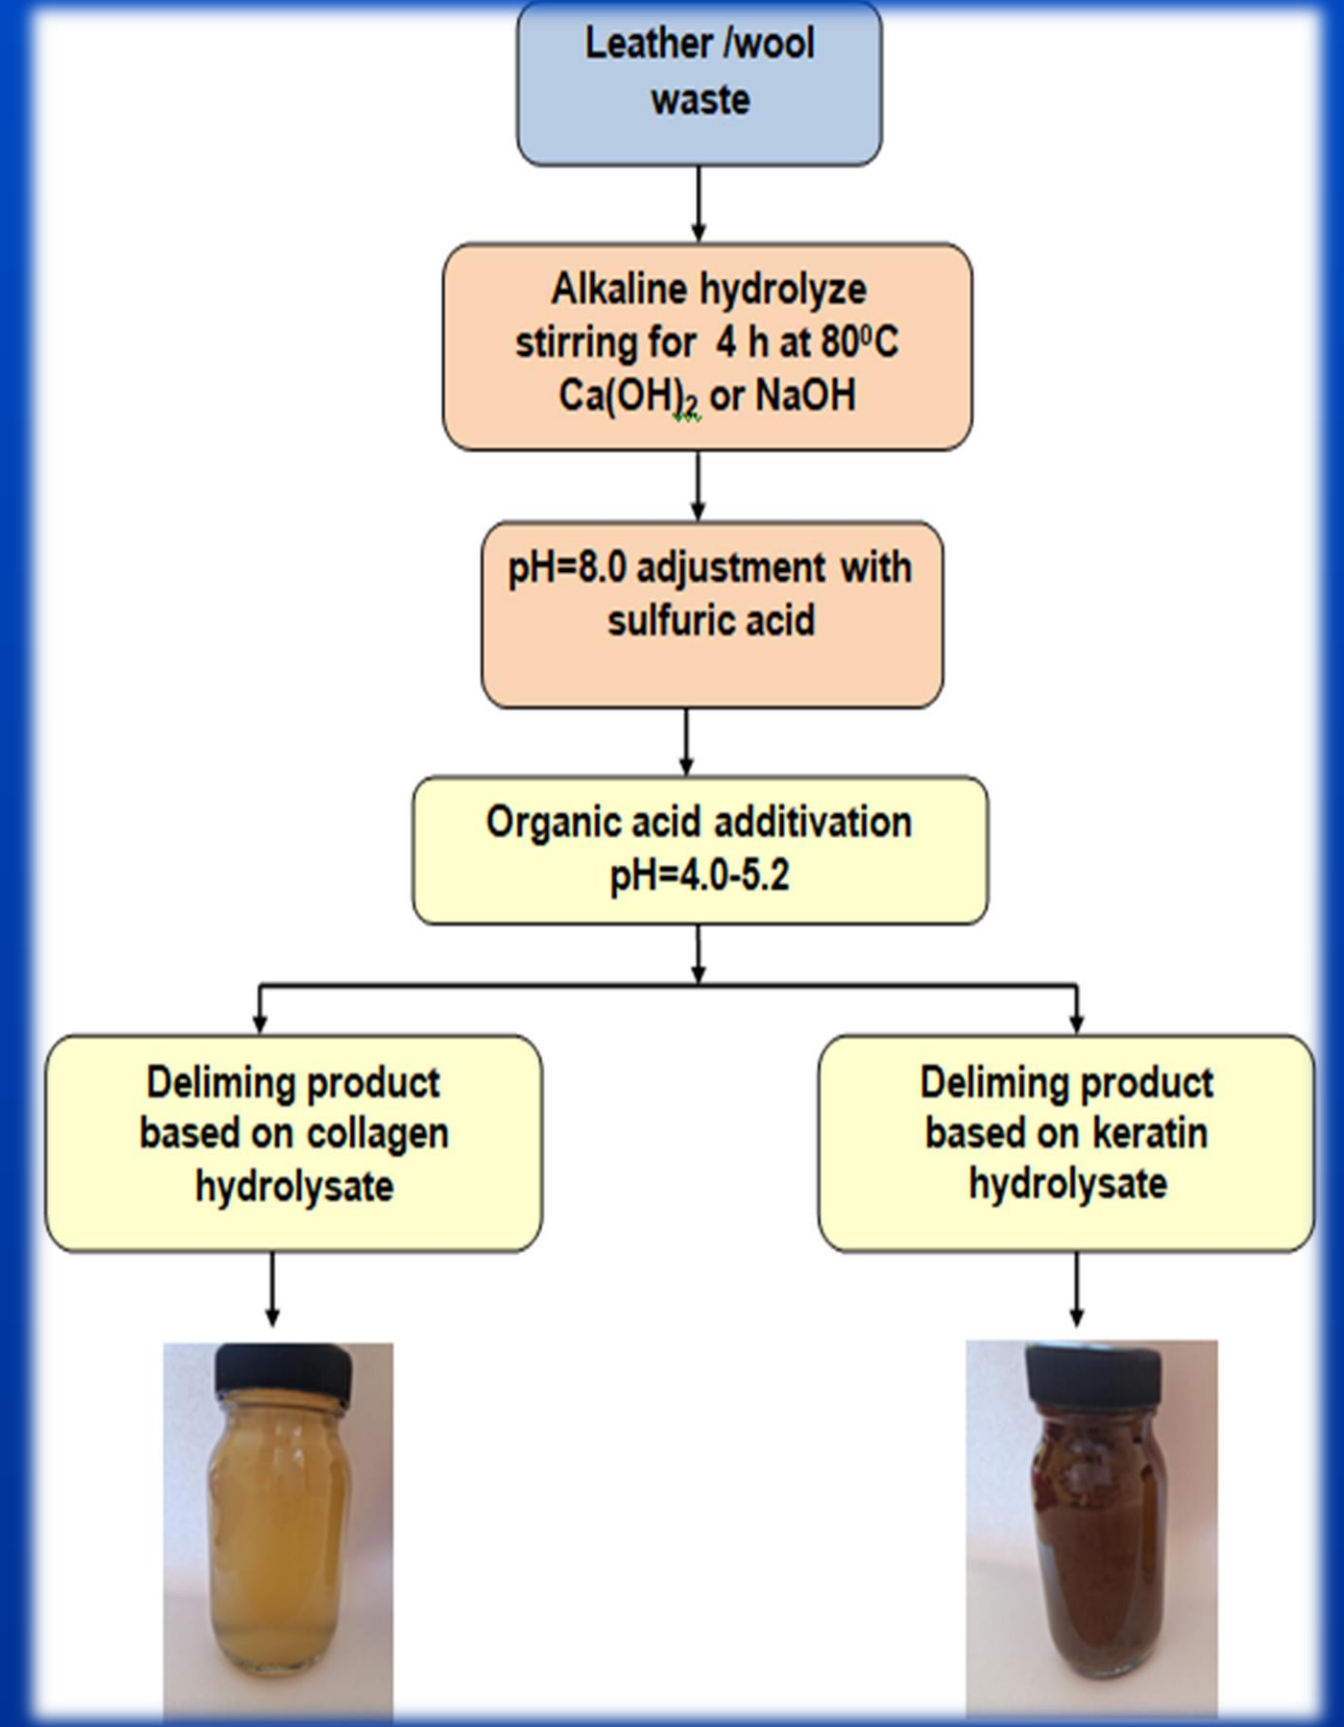 Leather /wool
waste
Alkaline hydrolyze
stirring for 4 h at 80⁰C
Ca(OH)₂ or NaOH
pH=8.0 adjustment with
sulfuric acid
Organic acid additivation
pH=4.0-5.2
Deliming product
based on collagen
hydrolysate
Deliming product
based on keratin
hydrolysate